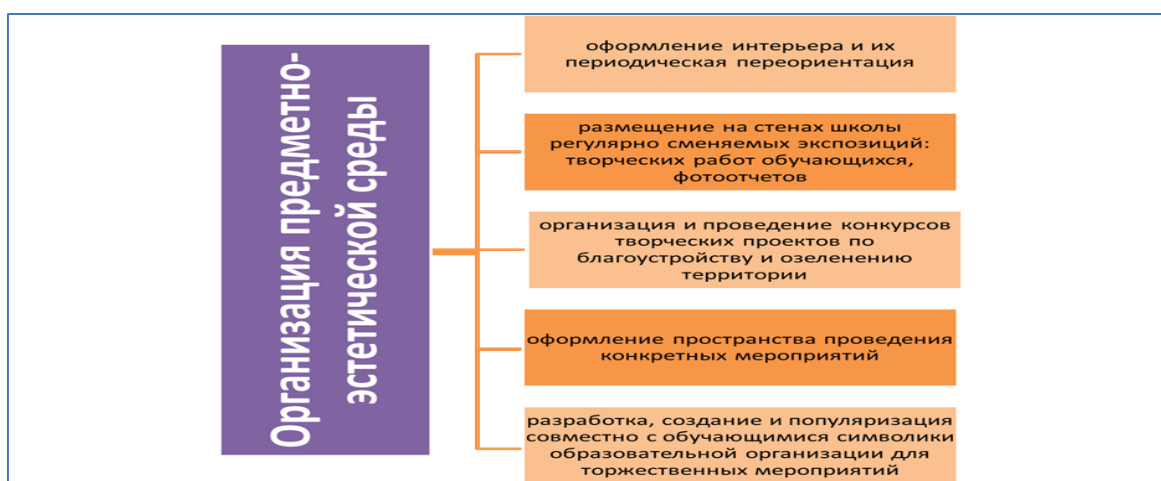 Организация предметно-
эстетической среды
оформление интерьера и их
периодическая переориентация
размещение на стенах школы
регулярно сменяемых экспозиций:
творческих работ обучающихся,
фотоотчетов
организация и проведение конкурсов
творческих проектов по
благоустройству и озеленению
территории
оформление пространства проведения
конкретных мероприятий
разработка, создание и популяризация
совместно с обучающимися символики
образовательной организации для
торжественных мероприятий